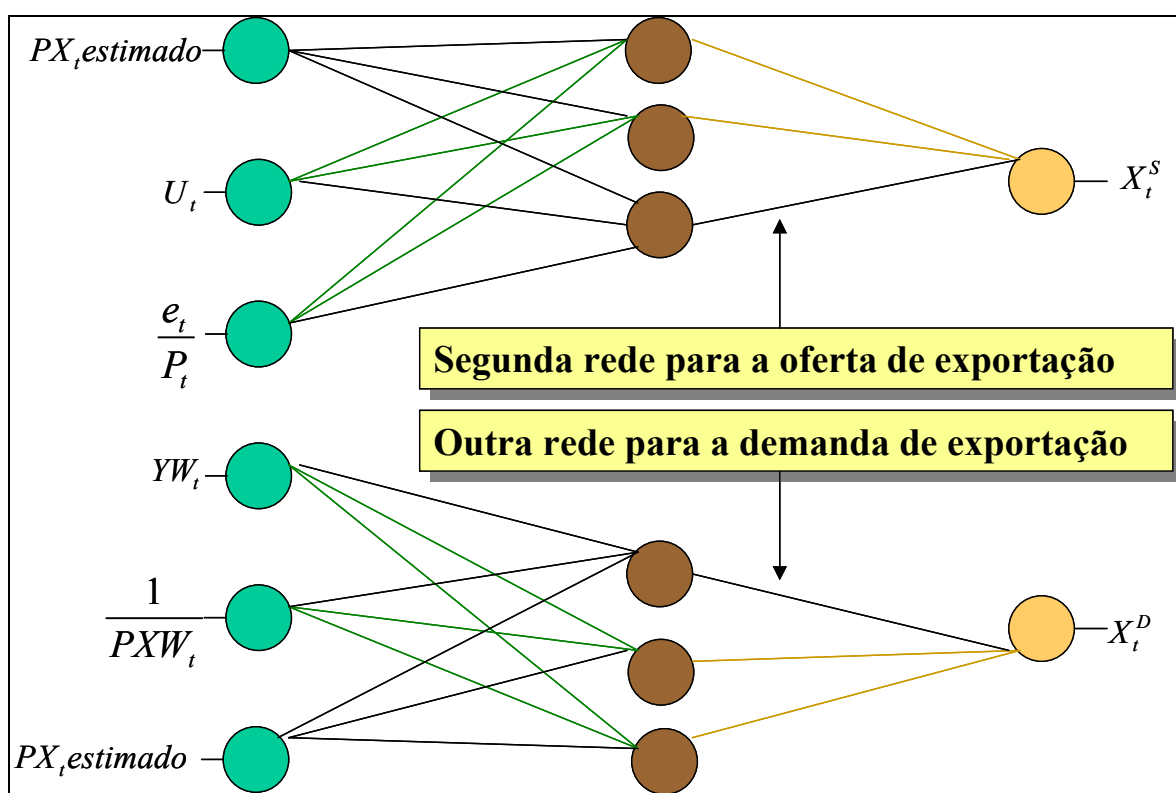 PX_t estimado
X_t^S
U_t
e_t
P_t
Segunda rede para a oferta de exportação
Outra rede para a demanda de exportação
YW_t
1
PXW_t
X_t^D
PX_t estimado